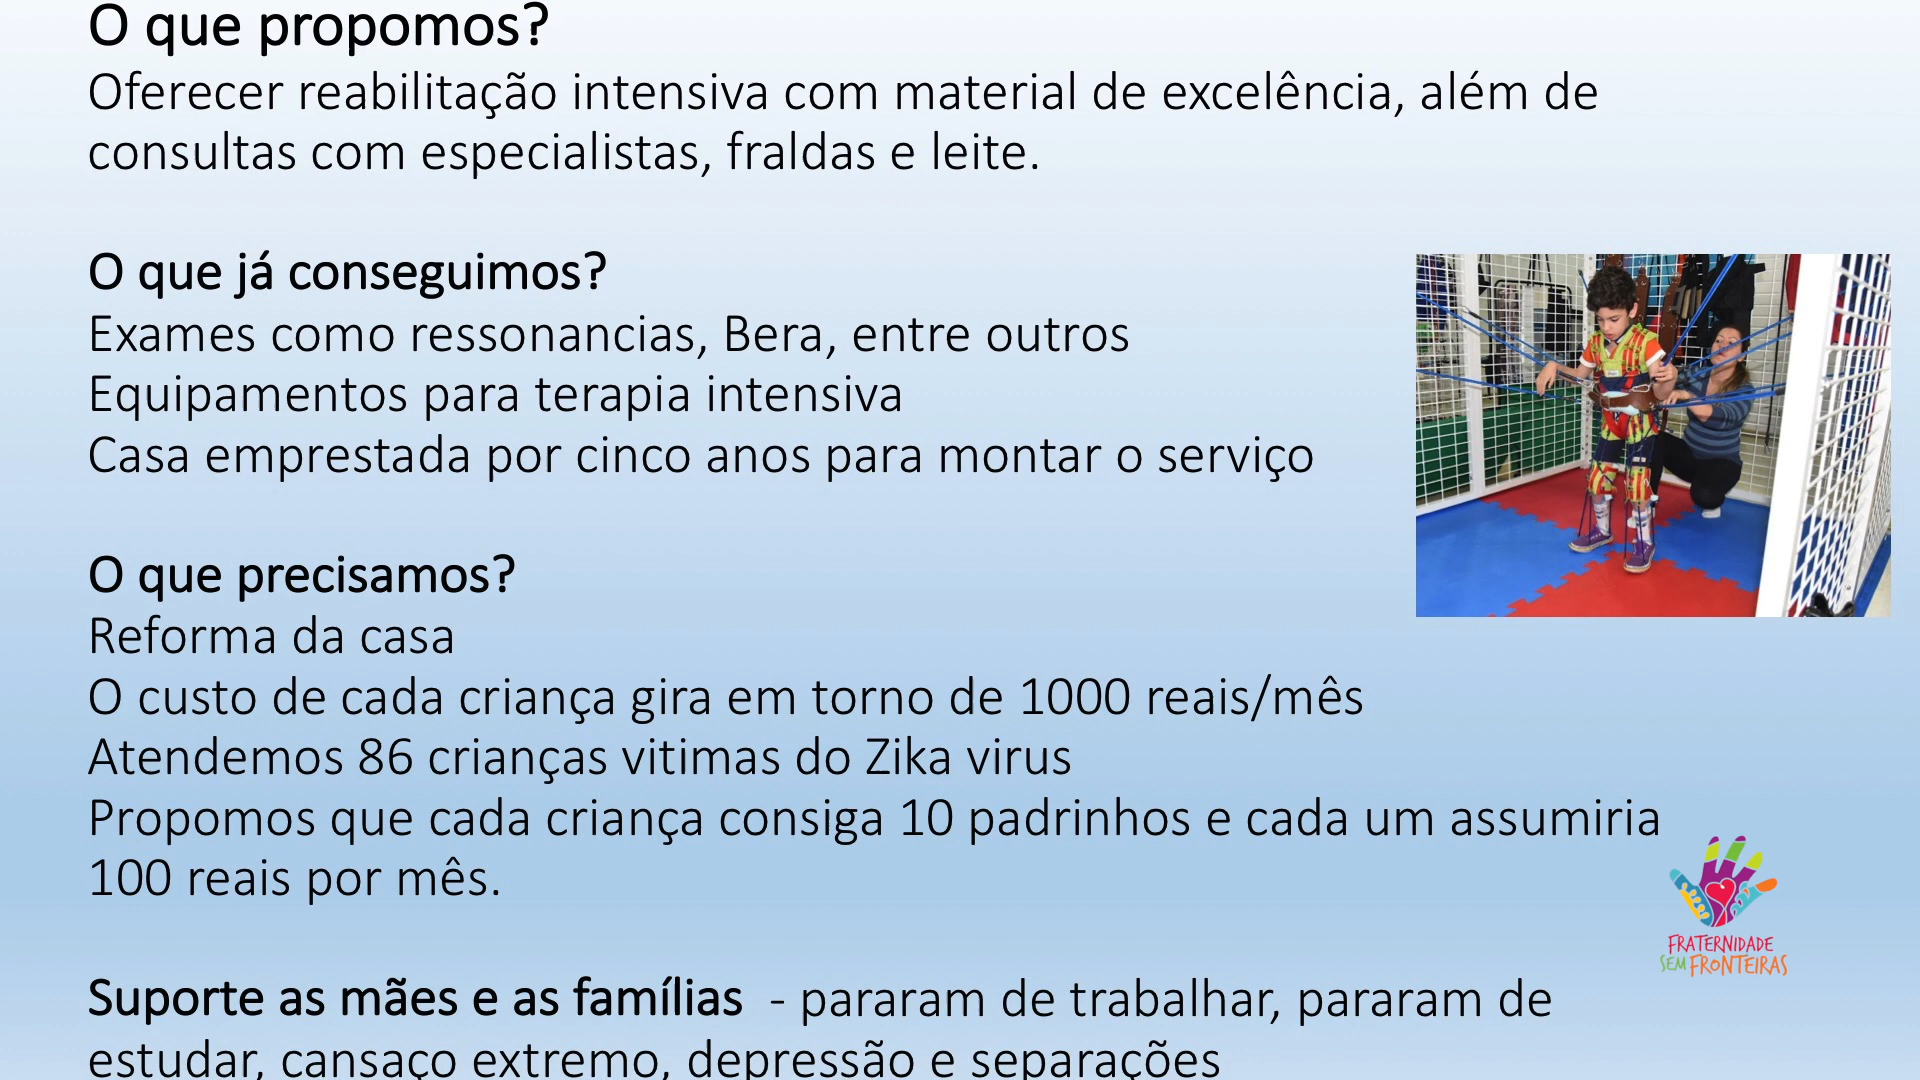 O que propomos?
Oferecer reabilitação intensiva com material de excelência, além de
consultas com especialistas, fraldas e leite.
O que já conseguimos?
Exames como ressonancias, Bera, entre outros
Equipamentos para terapia intensiva
Casa emprestada por cinco anos para montar o serviço
O que precisamos?
Reforma da casa
O custo de cada criança gira em torno de 1000 reais/mês
Atendemos 86 crianças vitimas do Zika virus
Propomos que cada criança consiga 10 padrinhos e cada um assumiria
100 reais por mês.
FRATERNIDADE
SEM FRONTEIRAS
Suporte as mães e as famílias - pararam de trabalhar, pararam de
estudar, cansaço extremo, depressão e separações